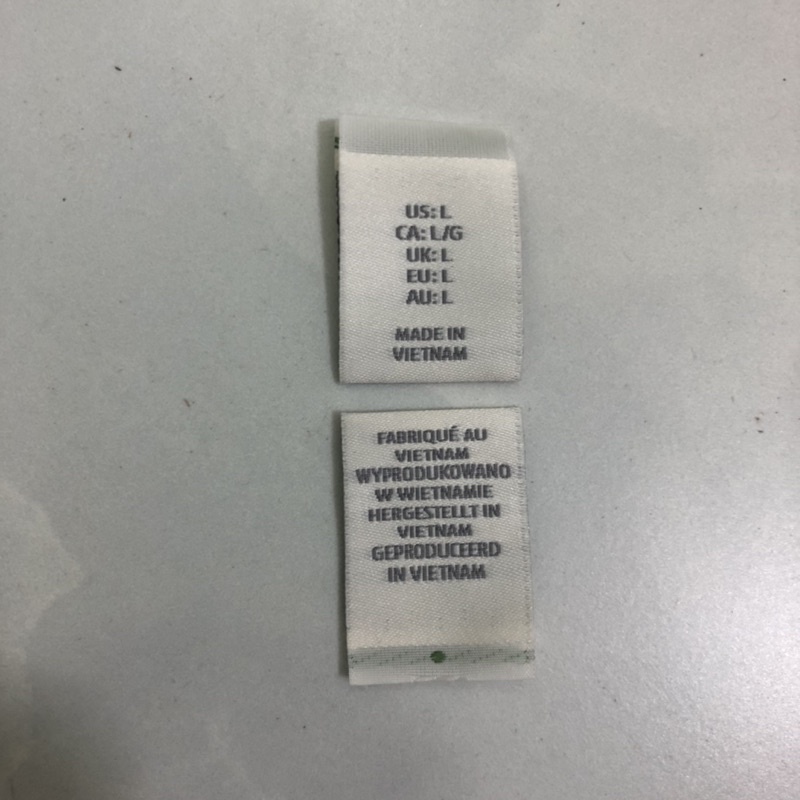 US: L
CA: L/G
UK: L
EU: L
AU: L
MADE IN
VIETNAM
FABRIQUÉ AU
VIETNAM
WYPRODUKOWANO
W WIETNAMIE
HERGESTELLT IN
VIETNAM
GEPRODUCEERD
IN VIETNAM